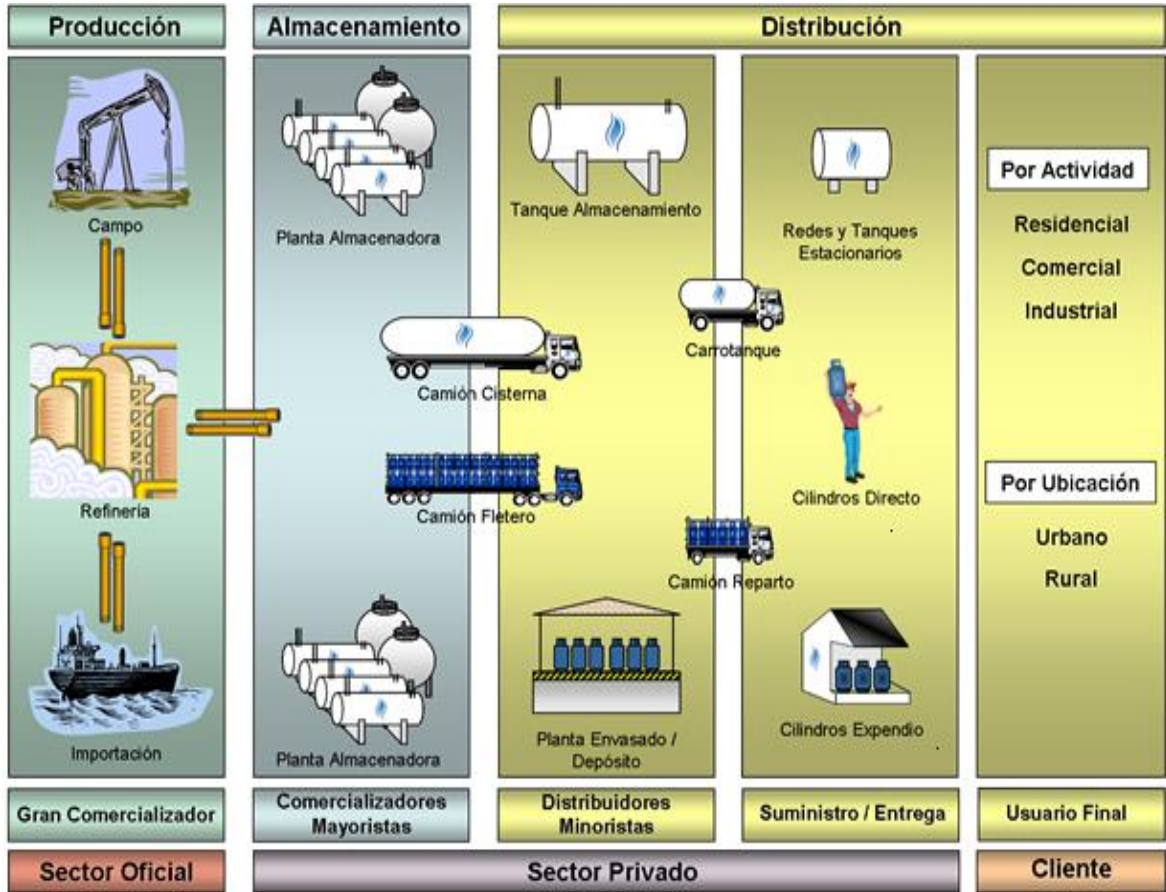 Producción
Almacenamiento
Distribución
Campo
Refinería
Importación
Planta Almacenadora
Camión Cisterna
Camión Fletero
Planta Almacenadora
Tanque Almacenamiento
Planta Envasado /
Depósito
Redes y Tanques
Estacionarios
Carrotanque
Cilindros Directo
Camión Reparto
Cilindros Expendio
Por Actividad
Residencial
Comercial
Industrial
Por Ubicación
Urbano
Rural
Gran Comercializador
Comercializadores
Mayoristas
Distribuidores
Minoristas
Suministro / Entrega
Usuario Final
Sector Oficial
Sector Privado
Cliente